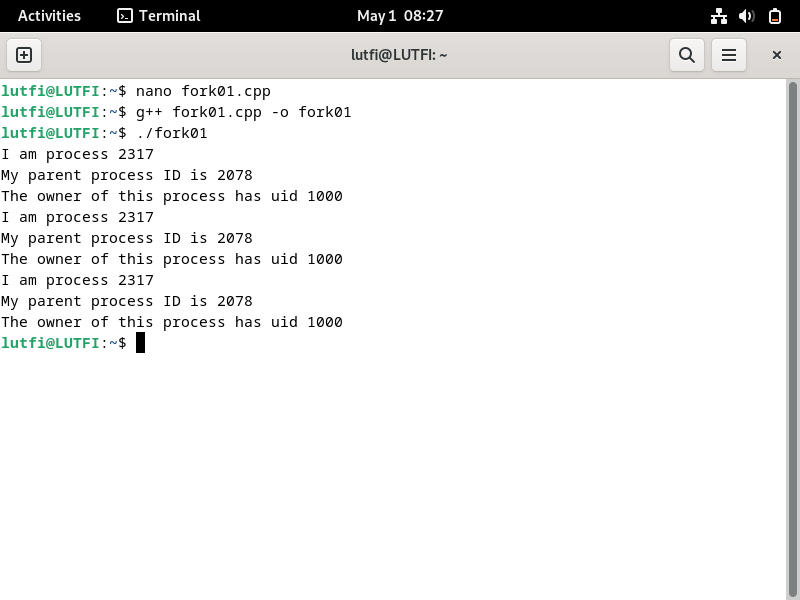 Activities Terminal May 1 08:27
lutfi@LUTFI: ~
lutfi@LUTFI:~$ nano fork01.cpp
lutfi@LUTFI:~$ g++ fork01.cpp -o fork01
lutfi@LUTFI:~$ ./fork01
I am process 2317
My parent process ID is 2078
The owner of this process has uid 1000
I am process 2317
My parent process ID is 2078
The owner of this process has uid 1000
I am process 2317
My parent process ID is 2078
The owner of this process has uid 1000
lutfi@LUTFI:~$